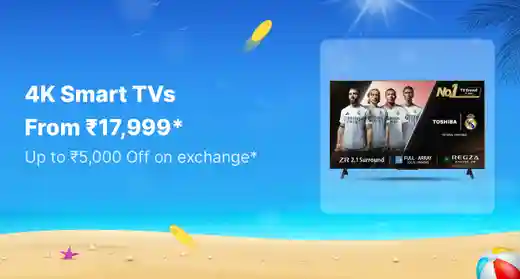 4K Smart TVs
From ₹17,999*
Up to ₹5,000 Off on exchange*
No.1
TOSHIBA
ZR 2.1 Surround
FULL ARRAY
REGZA